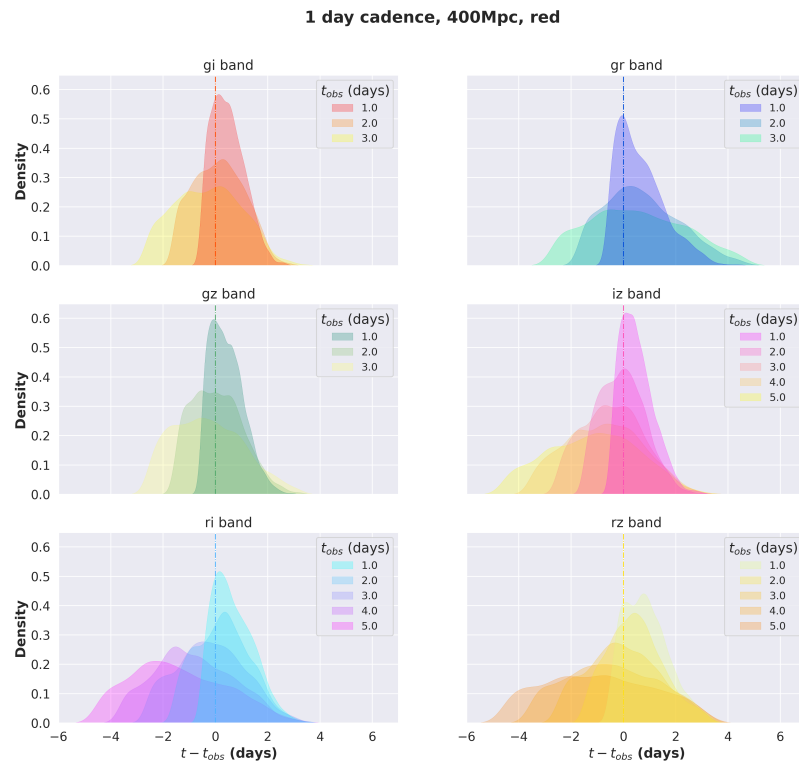 1 day cadence, 400Mpc, red
gi band
Density
0.6
0.5
0.4
0.3
0.2
0.1
0.0
t_obs (days)
1.0
2.0
3.0
gr band
t_obs (days)
1.0
2.0
3.0
gz band
Density
0.6
0.5
0.4
0.3
0.2
0.1
0.0
t_obs (days)
1.0
2.0
3.0
iz band
t_obs (days)
1.0
2.0
3.0
4.0
5.0
ri band
Density
0.6
0.5
0.4
0.3
0.2
0.1
0.0
t_obs (days)
1.0
2.0
3.0
4.0
5.0
−6 −4 −2 0 2 4 6
t − t_obs (days)
rz band
t_obs (days)
1.0
2.0
3.0
4.0
5.0
−6 −4 −2 0 2 4 6
t − t_obs (days)